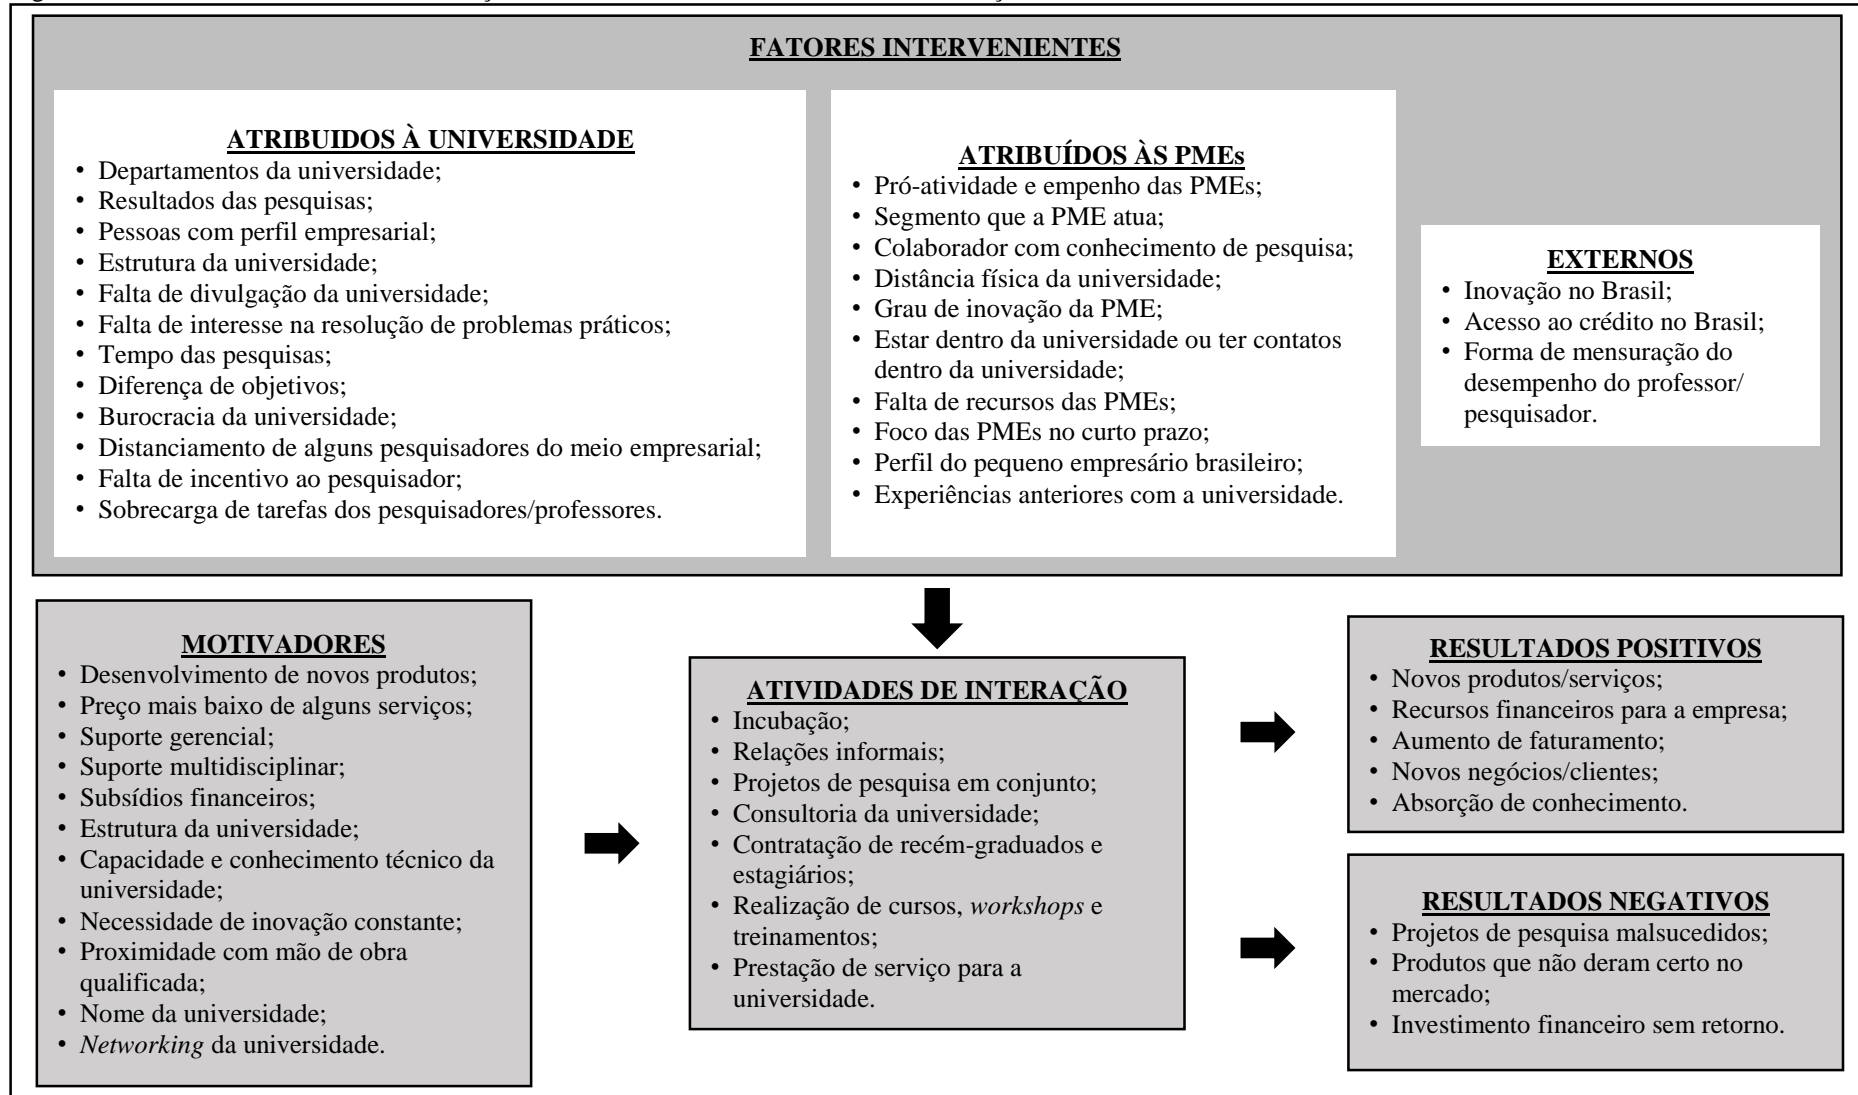 FATORES INTERVENIENTES
ATRIBUIDOS À UNIVERSIDADE
• Departamentos da universidade;
• Resultados das pesquisas;
• Pessoas com perfil empresarial;
• Estrutura da universidade;
• Falta de divulgação da universidade;
• Falta de interesse na resolução de problemas práticos;
• Tempo das pesquisas;
• Diferença de objetivos;
• Burocracia da universidade;
• Distanciamento de alguns pesquisadores do meio empresarial;
• Falta de incentivo ao pesquisador;
• Sobrecarga de tarefas dos pesquisadores/professores.
ATRIBUÍDOS ÀS PMEs
• Pró-atividade e empenho das PMEs;
• Segmento que a PME atua;
• Colaborador com conhecimento de pesquisa;
• Distância física da universidade;
• Grau de inovação da PME;
• Estar dentro da universidade ou ter contatos
dentro da universidade;
• Falta de recursos das PMEs;
• Foco das PMEs no curto prazo;
• Perfil do pequeno empresário brasileiro;
• Experiências anteriores com a universidade.
EXTERNOS
• Inovação no Brasil;
• Acesso ao crédito no Brasil;
• Forma de mensuração do
desempenho do professor/
pesquisador.
MOTIVADORES
• Desenvolvimento de novos produtos;
• Preço mais baixo de alguns serviços;
• Suporte gerencial;
• Suporte multidisciplinar;
• Subsídios financeiros;
• Estrutura da universidade;
• Capacidade e conhecimento técnico da
universidade;
• Necessidade de inovação constante;
• Proximidade com mão de obra
qualificada;
• Nome da universidade;
• Networking da universidade.
ATIVIDADES DE INTERAÇÃO
• Incubação;
• Relações informais;
• Projetos de pesquisa em conjunto;
• Consultoria da universidade;
• Contratação de recém-graduados e
estagiários;
• Realização de cursos, workshops e
treinamentos;
• Prestação de serviço para a
universidade.
RESULTADOS POSITIVOS
• Novos produtos/serviços;
• Recursos financeiros para a empresa;
• Aumento de faturamento;
• Novos negócios/clientes;
• Absorção de conhecimento.
RESULTADOS NEGATIVOS
• Projetos de pesquisa malsucedidos;
• Produtos que não deram certo no
mercado;
• Investimento financeiro sem retorno.